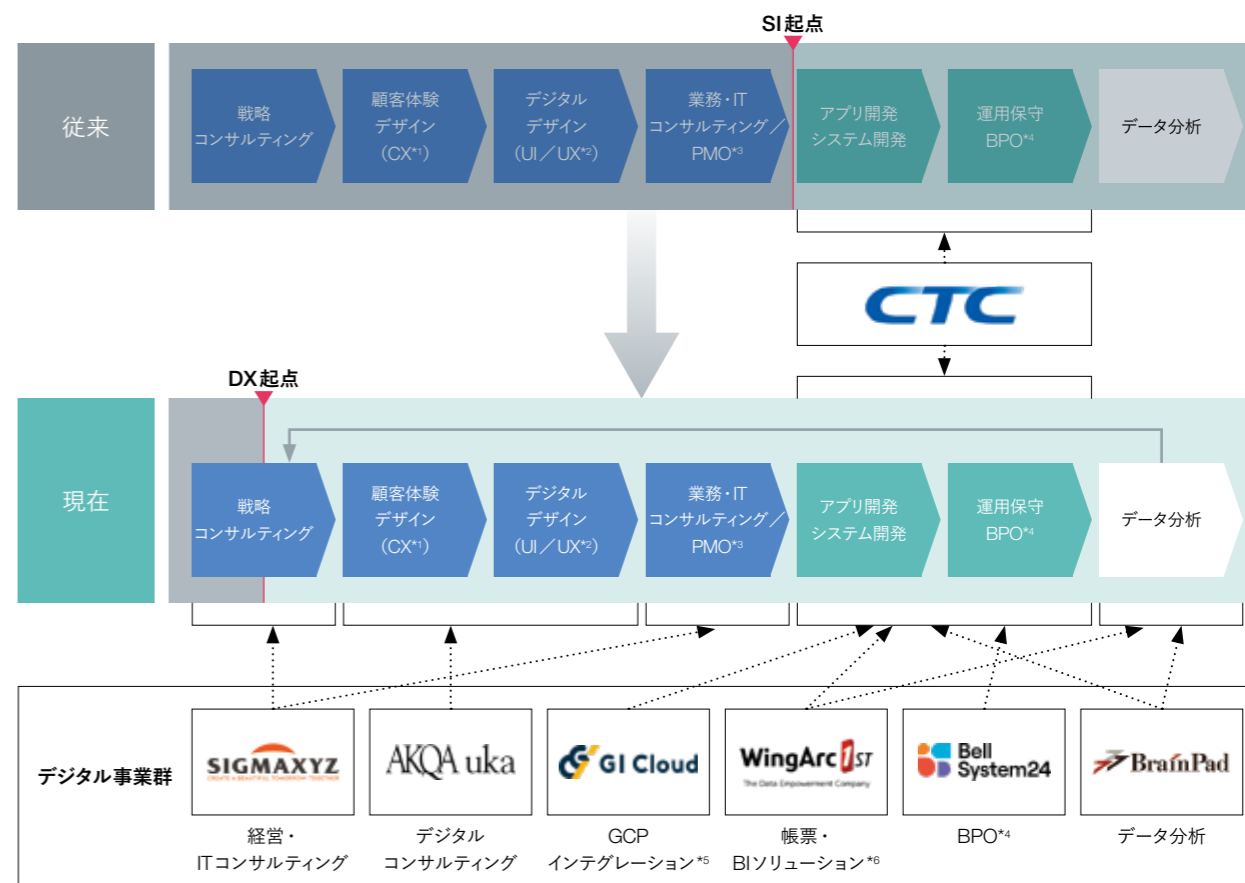 SI起点
従来
戦略
コンサルティング
顧客体験
デザイン
（CX*1）
デジタル
デザイン
（UI／UX*2）
業務・IT
コンサルティング／
PMO*3
アプリ開発
システム開発
運用保守
BPO*4
データ分析
CTC
DX起点
現在
戦略
コンサルティング
顧客体験
デザイン
（CX*1）
デジタル
デザイン
（UI／UX*2）
業務・IT
コンサルティング／
PMO*3
アプリ開発
システム開発
運用保守
BPO*4
データ分析
デジタル事業群
SIGMAXYZ
CREATE A BEAUTIFUL TOMORROW TOGETHER
経営・
ITコンサルティング
AKQA uka
デジタル
コンサルティング
GI Cloud
GCP
インテグレーション*5
WingArc 1ST
The Data Empowerment Company
帳票・
BIソリューション*6
Bell
System24
BPO*4
BrainPad
データ分析